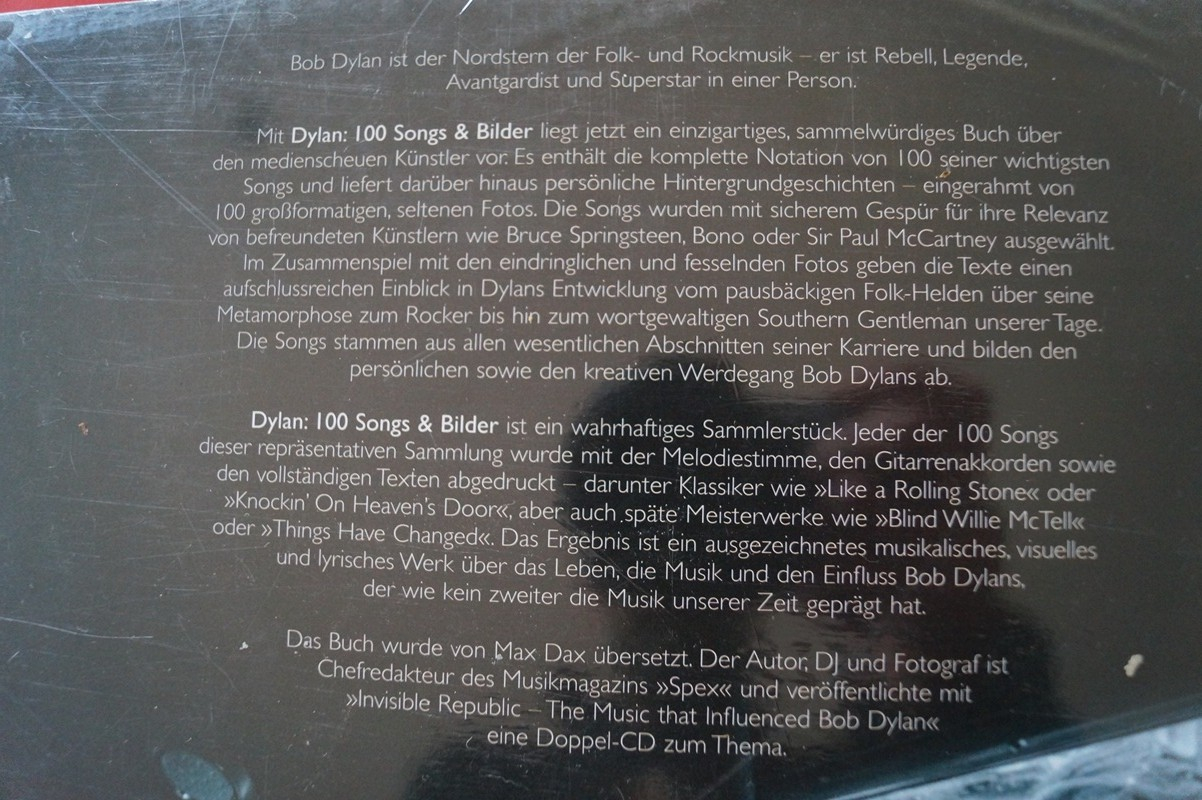 Bob Dylan ist der Nordstern der Folk- und Rockmusik – er ist Rebell, Legende,
Avantgardist und Superstar in einer Person.
Mit Dylan: 100 Songs & Bilder liegt jetzt ein einzigartiges, sammelwürdiges Buch über
den medienscheuen Künstler vor. Es enthält die komplette Notation von 100 seiner wichtigsten
Songs und liefert darüber hinaus persönliche Hintergrundgeschichten – eingerahmt von
100 großformatigen, seltenen Fotos. Die Songs wurden mit sicherem Gespür für ihre Relevanz
von befreundeten Künstlern wie Bruce Springsteen, Bono oder Sir Paul McCartney ausgewählt.
Im Zusammenspiel mit den eindringlichen und fesselnden Fotos geben die Texte einen
aufschlussreichen Einblick in Dylans Entwicklung vom pausbäckigen Folk-Helden über seine
Metamorphose zum Rocker bis hin zum wortgewaltigen Southern Gentleman unserer Tage.
Die Songs stammen aus allen wesentlichen Abschnitten seiner Karriere und bilden den
persönlichen sowie den kreativen Werdegang Bob Dylans ab.
Dylan: 100 Songs & Bilder ist ein wahrhaftiges Sammlerstück. Jeder der 100 Songs
dieser repräsentativen Sammlung wurde mit der Melodiestimme, den Gitarrenakkorden sowie
den vollständigen Texten abgedruckt – darunter Klassiker wie »Like a Rolling Stone« oder
»Knockin' On Heaven's Door«, aber auch späte Meisterwerke wie »Blind Willie McTell«
oder »Things Have Changed«. Das Ergebnis ist ein ausgezeichnetes musikalisches, visuelles
und lyrisches Werk über das Leben, die Musik und den Einfluss Bob Dylans,
der wie kein zweiter die Musik unserer Zeit geprägt hat.
Das Buch wurde von Max Dax übersetzt. Der Autor, DJ und Fotograf ist
Chefredakteur des Musikmagazins »Spex« und veröffentlichte mit
»Invisible Republic – The Music that Influenced Bob Dylan«
eine Doppel-CD zum Thema.